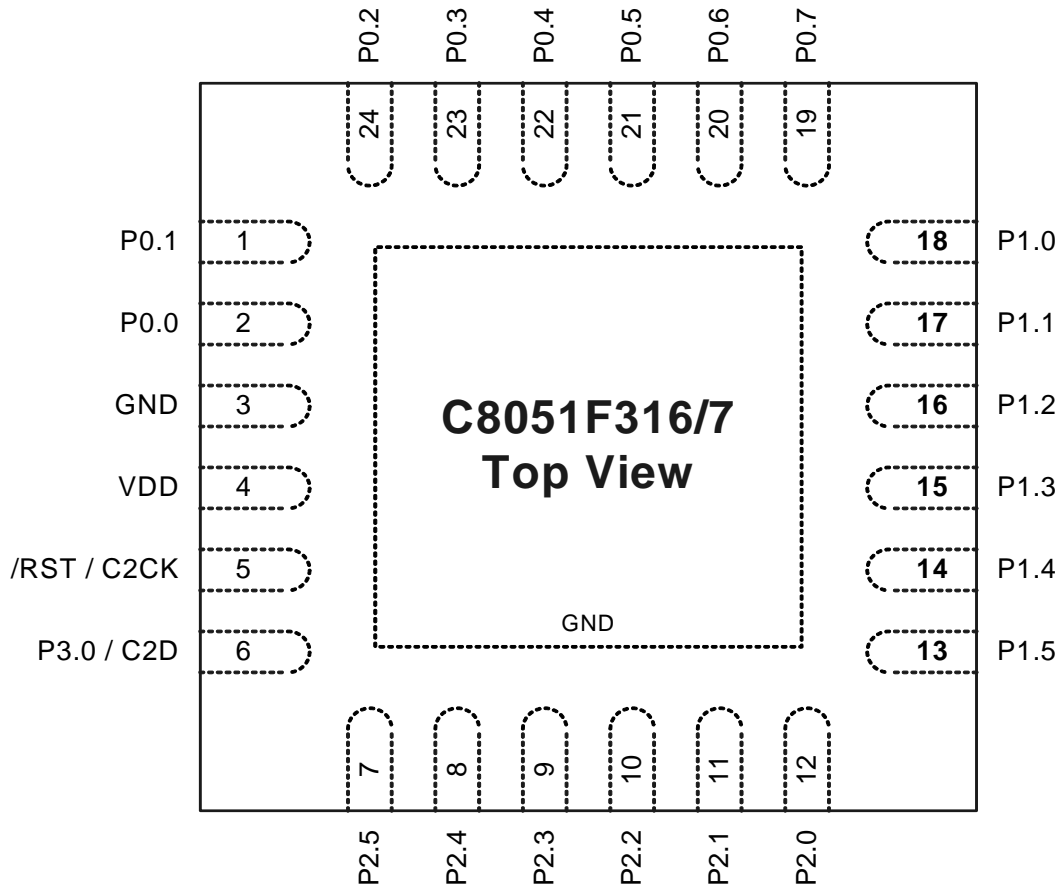 P0.2 P0.3 P0.4 P0.5 P0.6 P0.7
24 23 22 21 20 19
P0.1 1 18 P1.0
P0.0 2 17 P1.1
GND 3 16 P1.2
C8051F316/7
Top View
VDD 4 15 P1.3
/RST / C2CK 5 14 P1.4
GND
P3.0 / C2D 6 13 P1.5
7 8 9 10 11 12
P2.5 P2.4 P2.3 P2.2 P2.1 P2.0